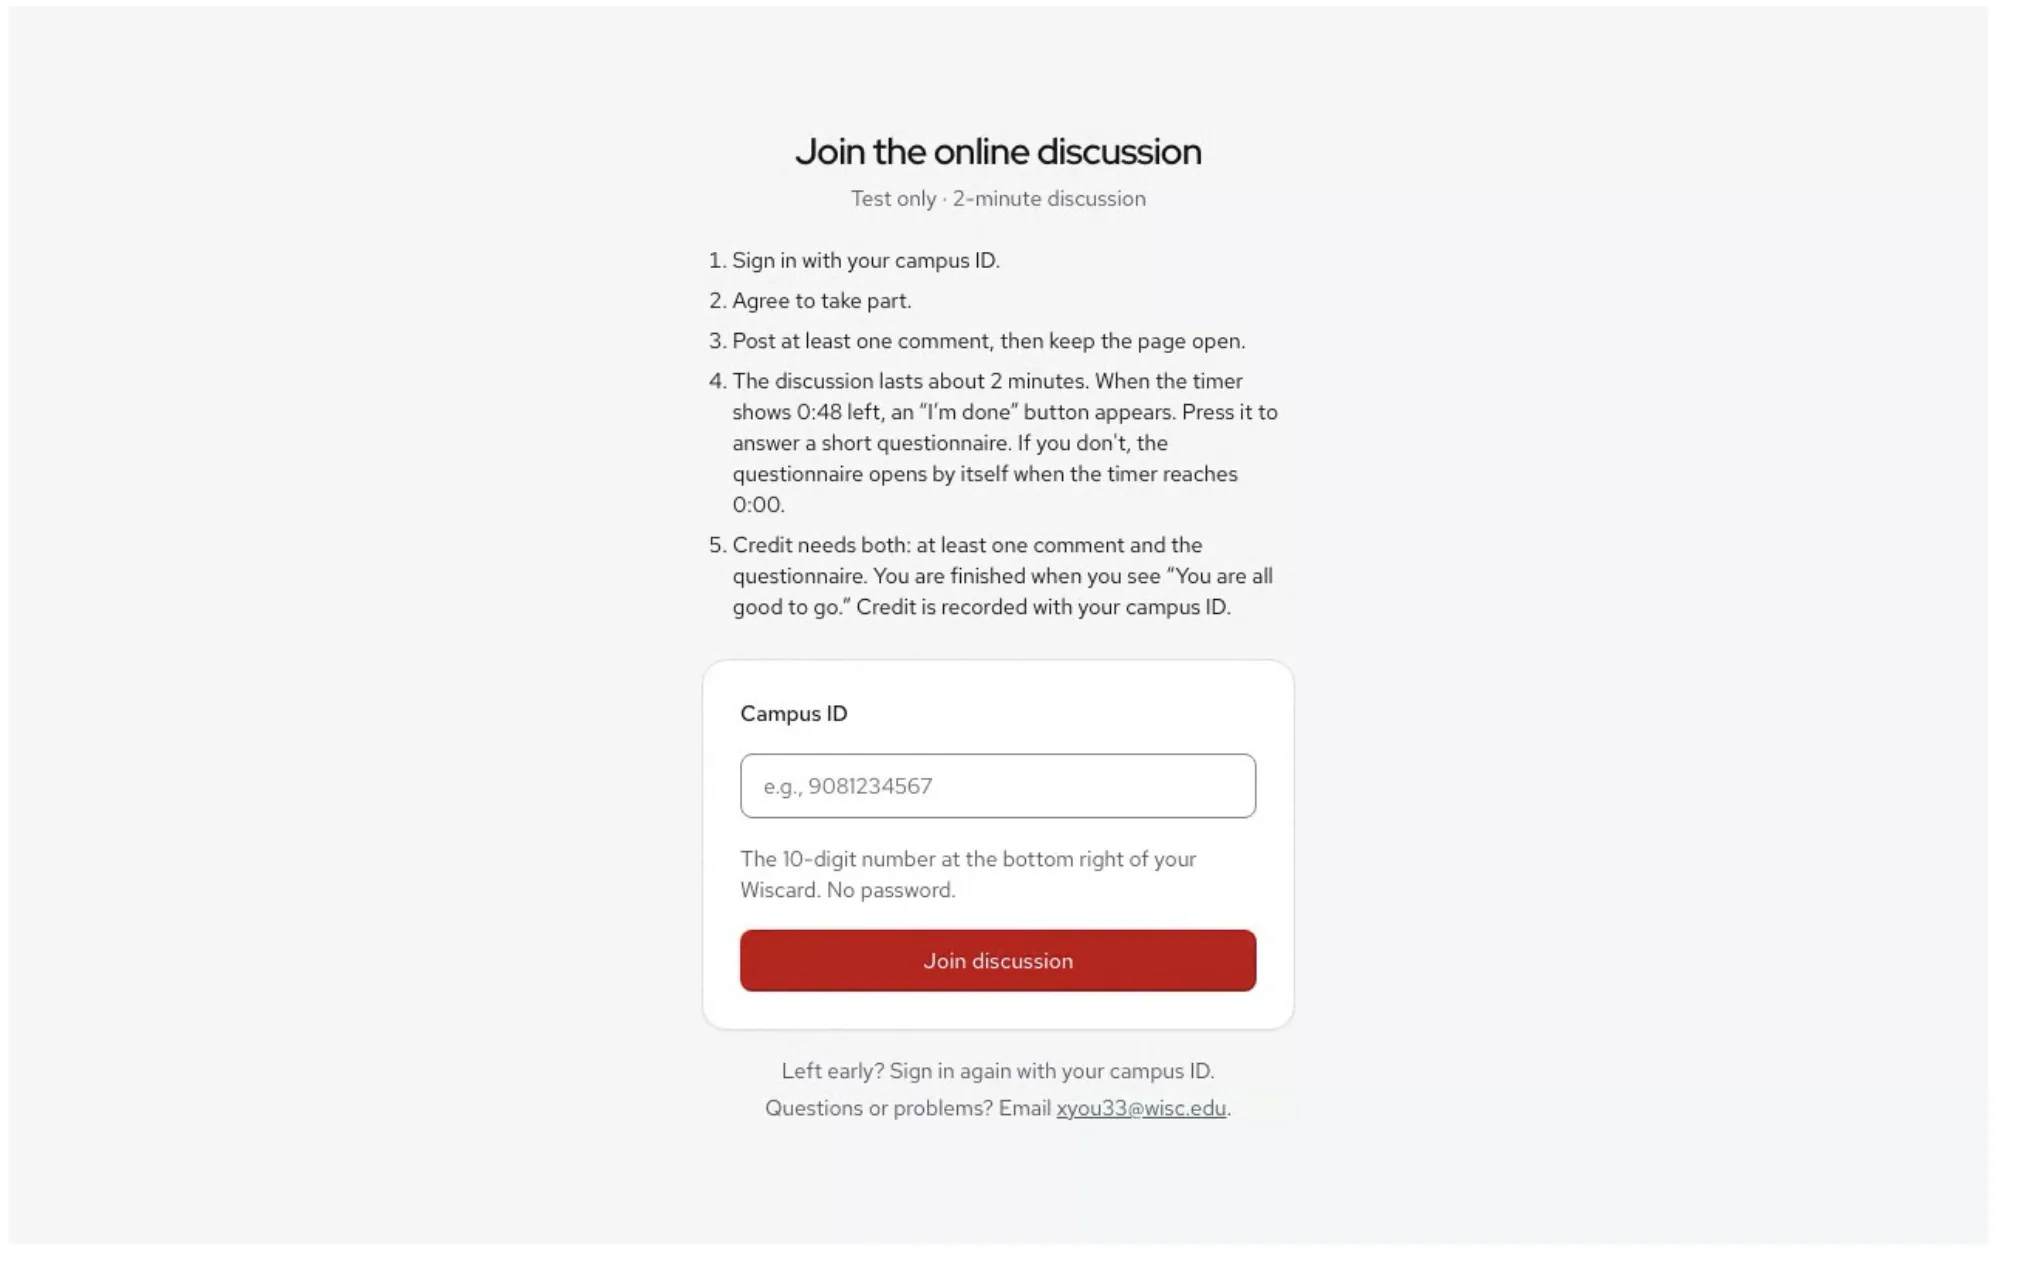 Join the online discussion
Test only · 2-minute discussion
1. Sign in with your campus ID.
2. Agree to take part.
3. Post at least one comment, then keep the page open.
4. The discussion lasts about 2 minutes. When the timer
shows 0:48 left, an “I’m done” button appears. Press it to
answer a short questionnaire. If you don't, the
questionnaire opens by itself when the timer reaches
0:00.
5. Credit needs both: at least one comment and the
questionnaire. You are finished when you see “You are all
good to go.” Credit is recorded with your campus ID.
Campus ID
e.g., 9081234567
The 10-digit number at the bottom right of your
Wiscard. No password.
Join discussion
Left early? Sign in again with your campus ID.
Questions or problems? Email xyou33@wisc.edu.